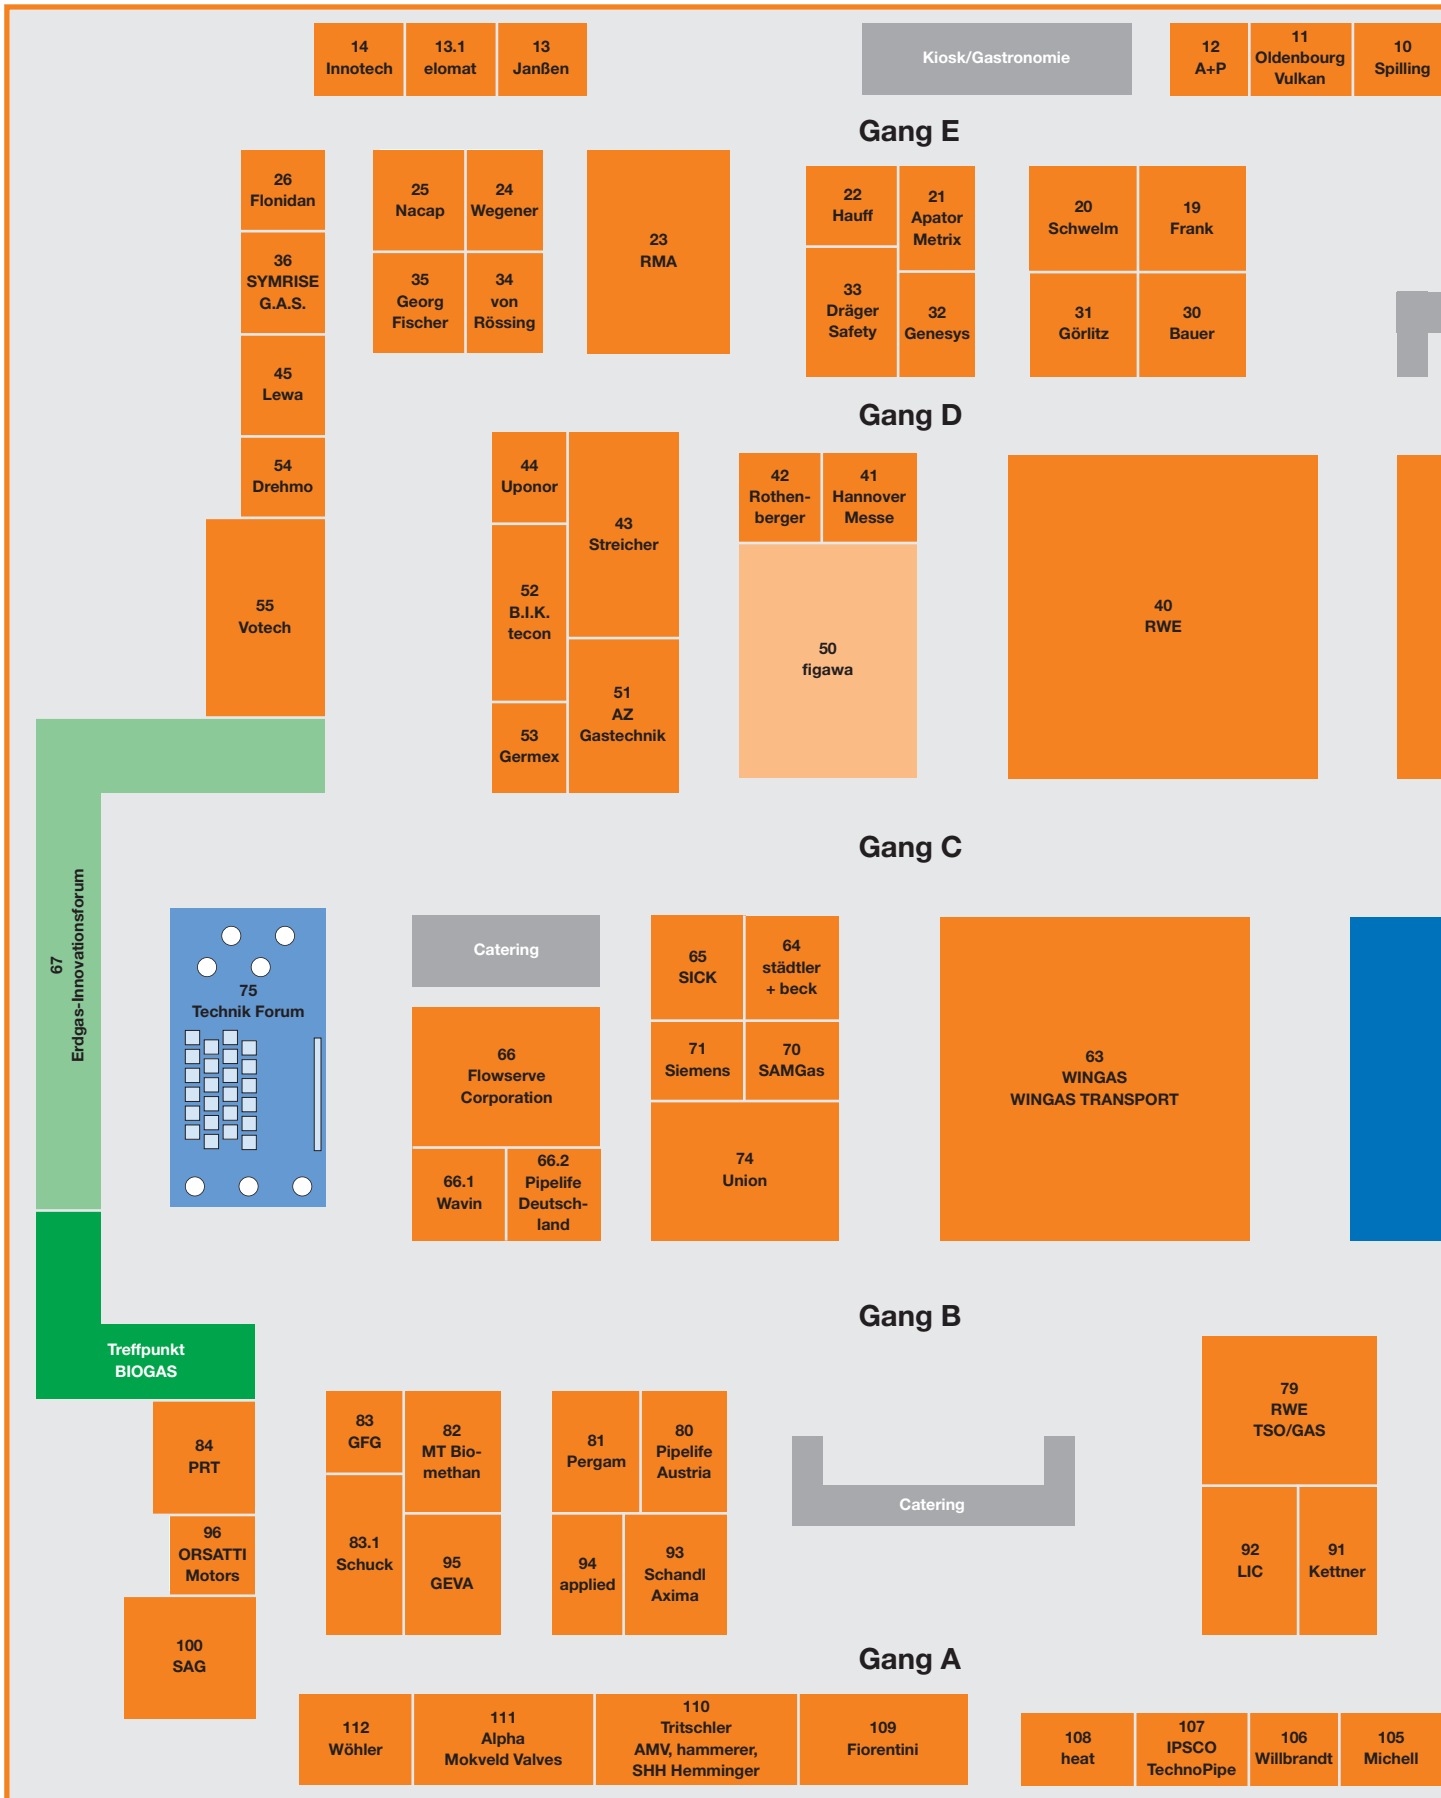 14
Innotech
13.1
elomat
13
Janßen
Kiosk/Gastronomie
12
A+P
11
Oldenbourg
Vulkan
10
Spilling
Gang E
26
Flonidan
25
Nacap
24
Wegener
23
RMA
22
Hauff
21
Apator
Metrix
20
Schwelm
19
Frank
36
SYMRISE
G.A.S.
35
Georg
Fischer
34
von
Rössing
33
Dräger
Safety
32
Genesys
31
Görlitz
30
Bauer
45
Lewa
Gang D
54
Drehmo
44
Uponor
43
Streicher
42
Rothen-
berger
41
Hannover
Messe
40
RWE
55
Votech
52
B.I.K.
tecon
50
figawa
51
AZ
Gastechnik
53
Germex
Gang C
67
Erdgas-Innovationsforum
75
Technik Forum
Catering
65
SICK
64
städtler
+ beck
66
Flowserve
Corporation
71
Siemens
70
SAMGas
63
WINGAS
WINGAS TRANSPORT
66.1
Wavin
66.2
Pipelife
Deutsch-
land
74
Union
Gang B
Treffpunkt
BIOGAS
84
PRT
83
GFG
82
MT Bio-
methan
81
Pergam
80
Pipelife
Austria
Catering
79
RWE
TSO/GAS
96
ORSATTI
Motors
83.1
Schuck
95
GEVA
94
applied
93
Schandl
Axima
92
LIC
91
Kettner
100
SAG
Gang A
112
Wöhler
111
Alpha
Mokveld Valves
110
Tritschler
AMV, hammerer,
SHH Hemminger
109
Fiorentini
108
heat
107
IPSCO
TechnoPipe
106
Willbrandt
105
Michell